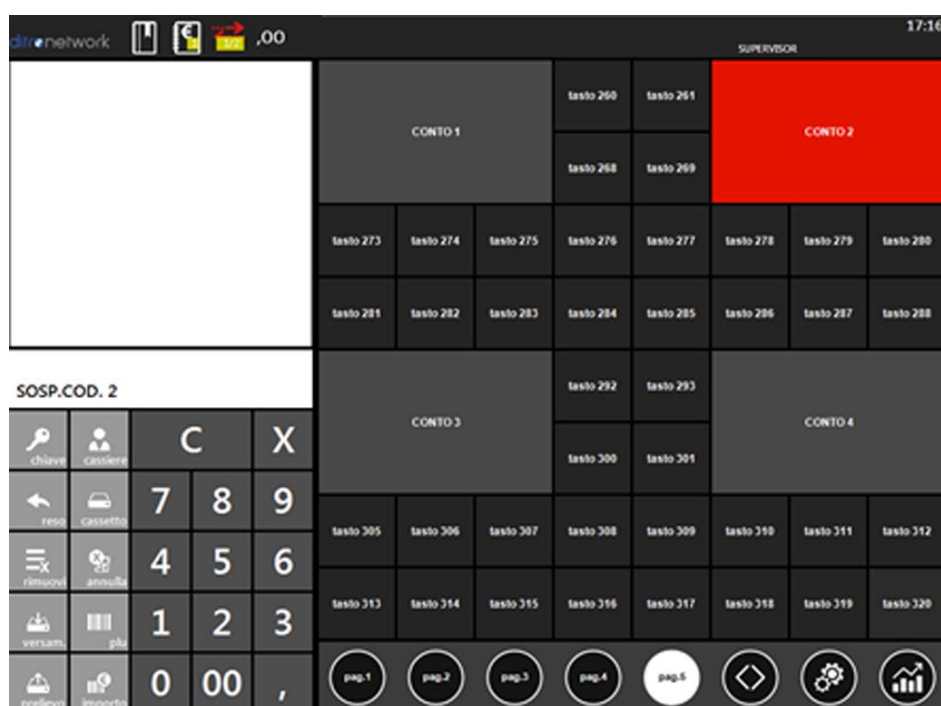 ditronetwork
1
1/2
,00
SUPERVISOR
17:16
CONTO 1
tasto 260
tasto 261
CONTO 2
tasto 268
tasto 269
tasto 273
tasto 274
tasto 275
tasto 276
tasto 277
tasto 278
tasto 279
tasto 280
tasto 281
tasto 282
tasto 283
tasto 284
tasto 285
tasto 286
tasto 287
tasto 288
CONTO 3
tasto 292
tasto 293
CONTO 4
tasto 300
tasto 301
tasto 305
tasto 306
tasto 307
tasto 308
tasto 309
tasto 310
tasto 311
tasto 312
tasto 313
tasto 314
tasto 315
tasto 316
tasto 317
tasto 318
tasto 319
tasto 320
SOSP.COD. 2
chiave
cassiere
C
X
reso
cassetto
7
8
9
rimuovi
annulla
4
5
6
versam.
plu
1
2
3
prelievo
importo
0
00
,
pag.1
pag.2
pag.3
pag.4
pag.5